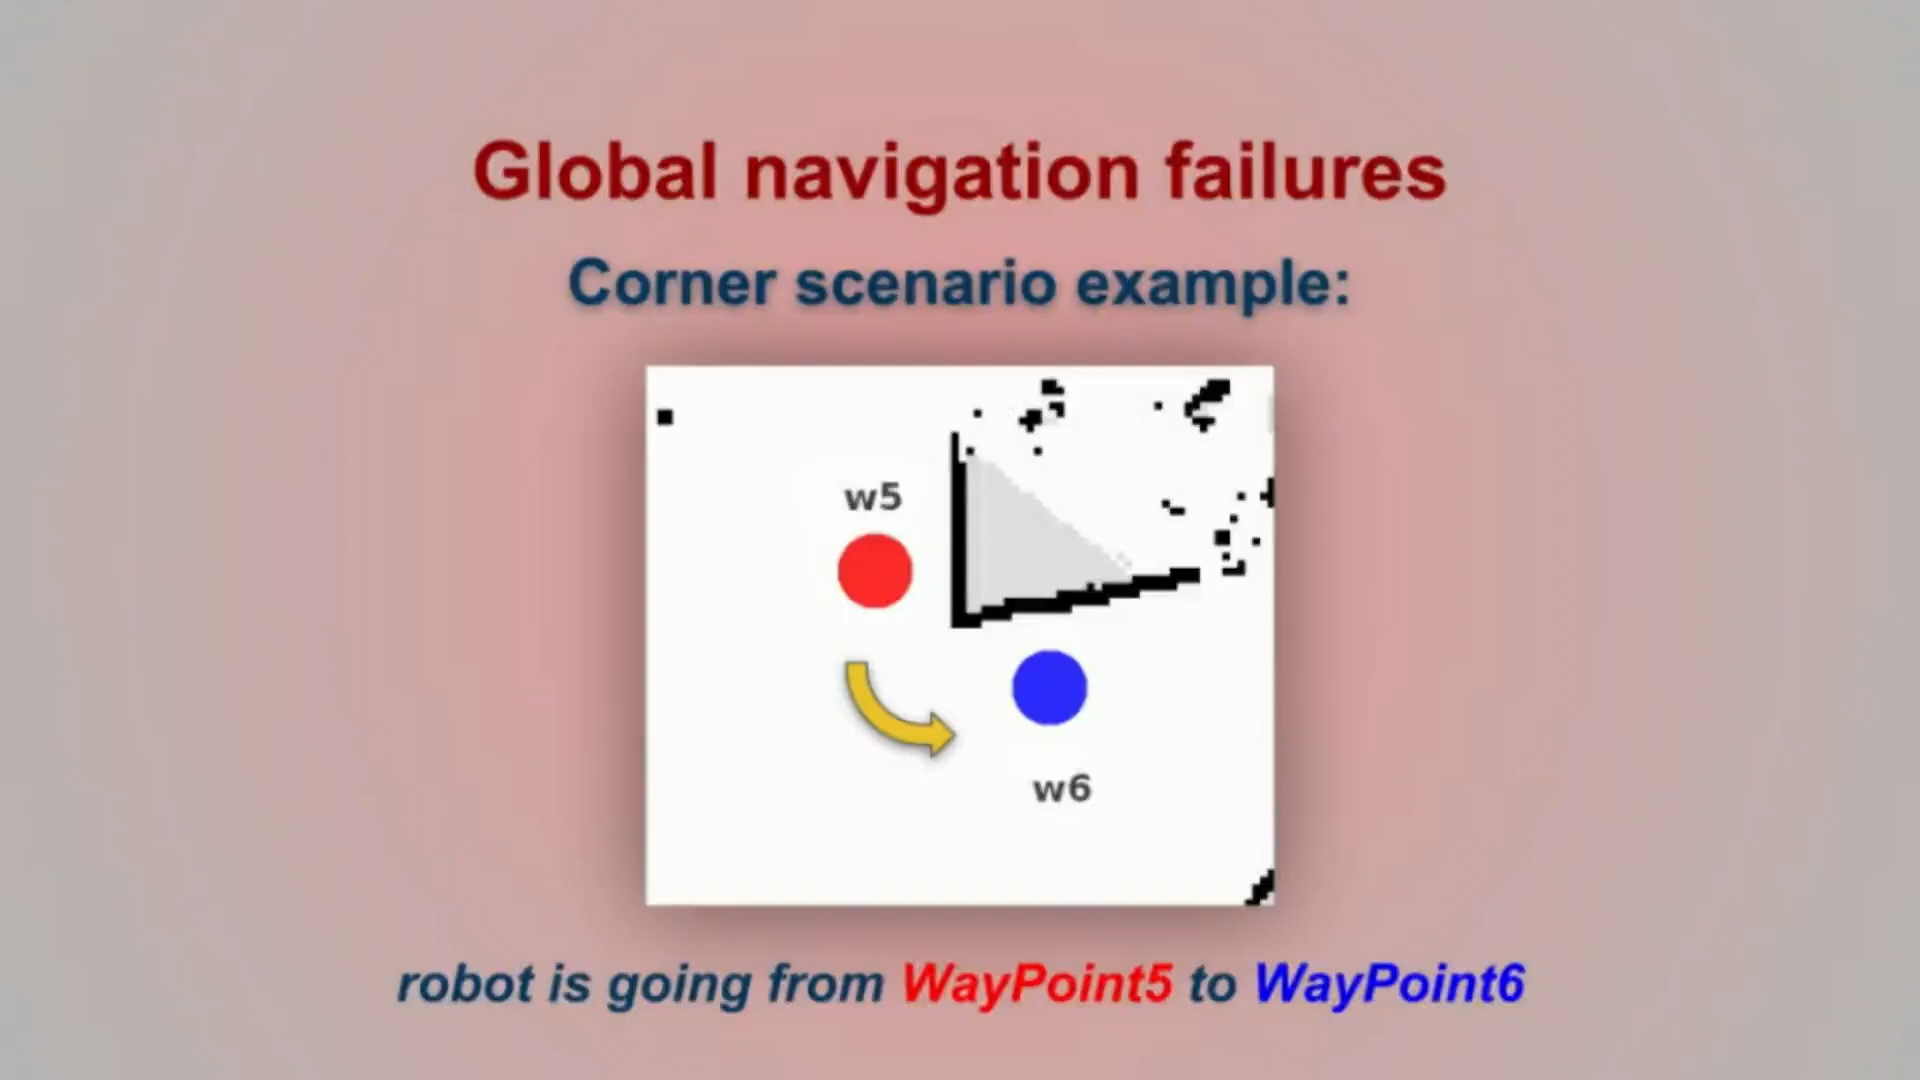 Global navigation failures
Corner scenario example:
w5
w6
robot is going from WayPoint5 to WayPoint6